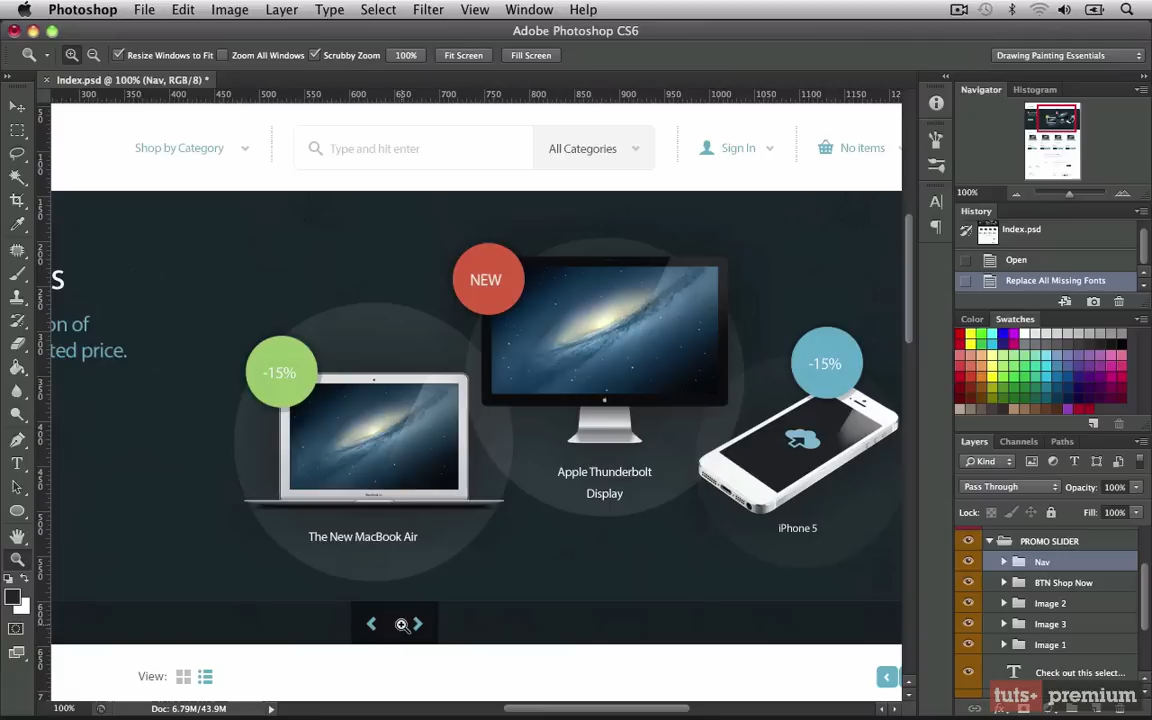 Photoshop File Edit Image Layer Type Select Filter View Window Help
Adobe Photoshop CS6
Resize Windows to Fit Zoom All Windows Scrubby Zoom 100% Fit Screen Fill Screen Drawing Painting Essentials
Index.psd @ 100% (Nav, RGB/8) *
300 350 400 450 500 550 600 650 700 750 800 850 900 950 1000 1050 1100 1150
Shop by Category
Type and hit enter
All Categories
Sign In
No items
s
on of
ted price.
NEW
-15%
-15%
Apple Thunderbolt
Display
iPhone 5
The New MacBook Air
MacBook Air
View:
100% Doc: 6.79M/43.9M
Navigator Histogram
100%
History
Index.psd
Open
Replace All Missing Fonts
Color Swatches
Layers Channels Paths
Kind
Pass Through Opacity: 100%
Lock: Fill: 100%
PROMO SLIDER
Nav
BTN Shop Now
Image 2
Image 3
Image 1
T Check out this select...
tuts+ premium